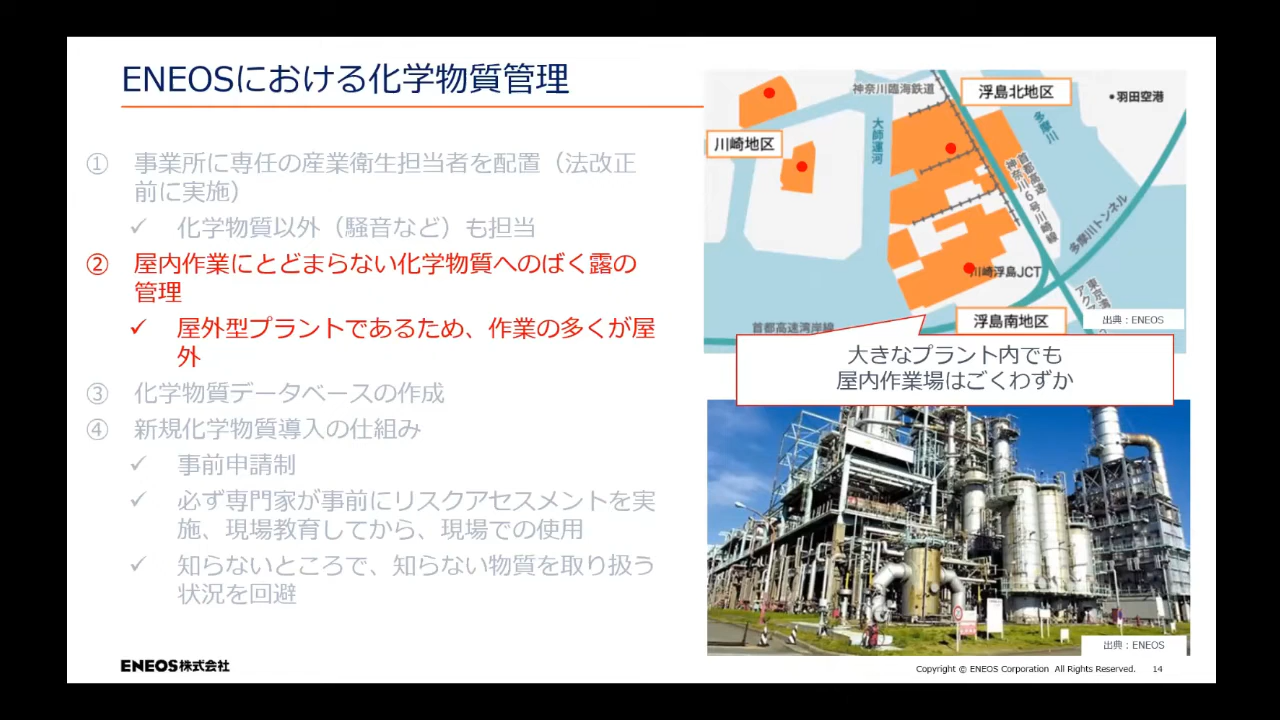 ENEOSにおける化学物質管理
① 事業所に専任の産業衛生担当者を配置（法改正
前に実施）
✓ 化学物質以外（騒音など）も担当
② 屋内作業にとどまらない化学物質へのばく露の
管理
✓ 屋外型プラントであるため、作業の多くが屋
外
③ 化学物質データベースの作成
④ 新規化学物質導入の仕組み
✓ 事前申請制
✓ 必ず専門家が事前にリスクアセスメントを実
施、現場教育してから、現場での使用
✓ 知らないところで、知らない物質を取り扱う
状況を回避
神奈川臨海鉄道
浮島北地区
•羽田空港
川崎地区
大師運河
多摩川
首都高速
神奈川6号川崎線
多摩川トンネル
川崎浮島JCT
東京湾
首都高速湾岸線
浮島南地区
出典：ENEOS
大きなプラント内でも
屋内作業場はごくわずか
出典：ENEOS
ENEOS株式会社
Copyright © ENEOS Corporation All Rights Reserved. 14